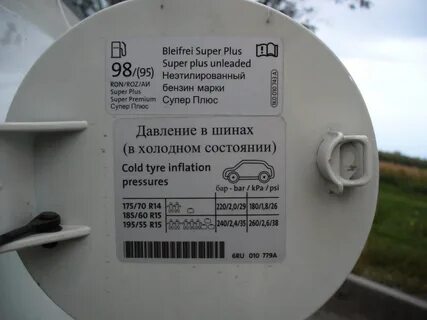 Bleifrei Super Plus
Super plus unleaded
98/(95)
Неэтилированный
бензин марки
Супер Плюс
RON/ROZ/АИ
Super Plus
Super Premium
Супер Плюс
Давление в шинах
(в холодном состоянии)
Cold tyre inflation
pressures
бар - bar / kPa / psi
175/70 R14
185/60 R15
195/55 R15
220/2,0/29
180/1,8/26
240/2,4/35
260/2,6/38
6RU 010 779A